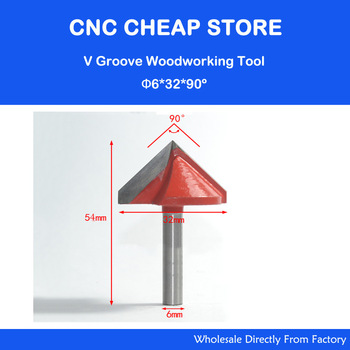 CNC CHEAP STORE
V Groove Woodworking Tool
Φ6*32*90°
90°
54mm
32mm
6mm
Wholesale Directly From Factory